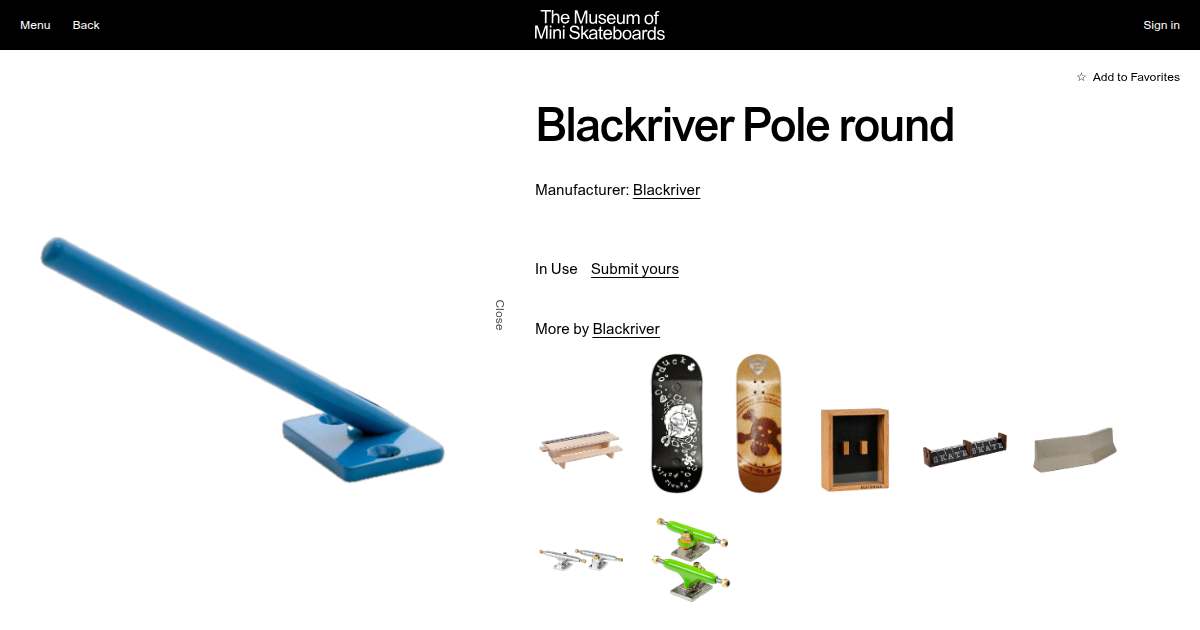 Menu
Back
The Museum of
Mini Skateboards
Sign in
☆ Add to Favorites
Blackriver Pole round
Manufacturer: Blackriver
In Use Submit yours
Close
More by Blackriver